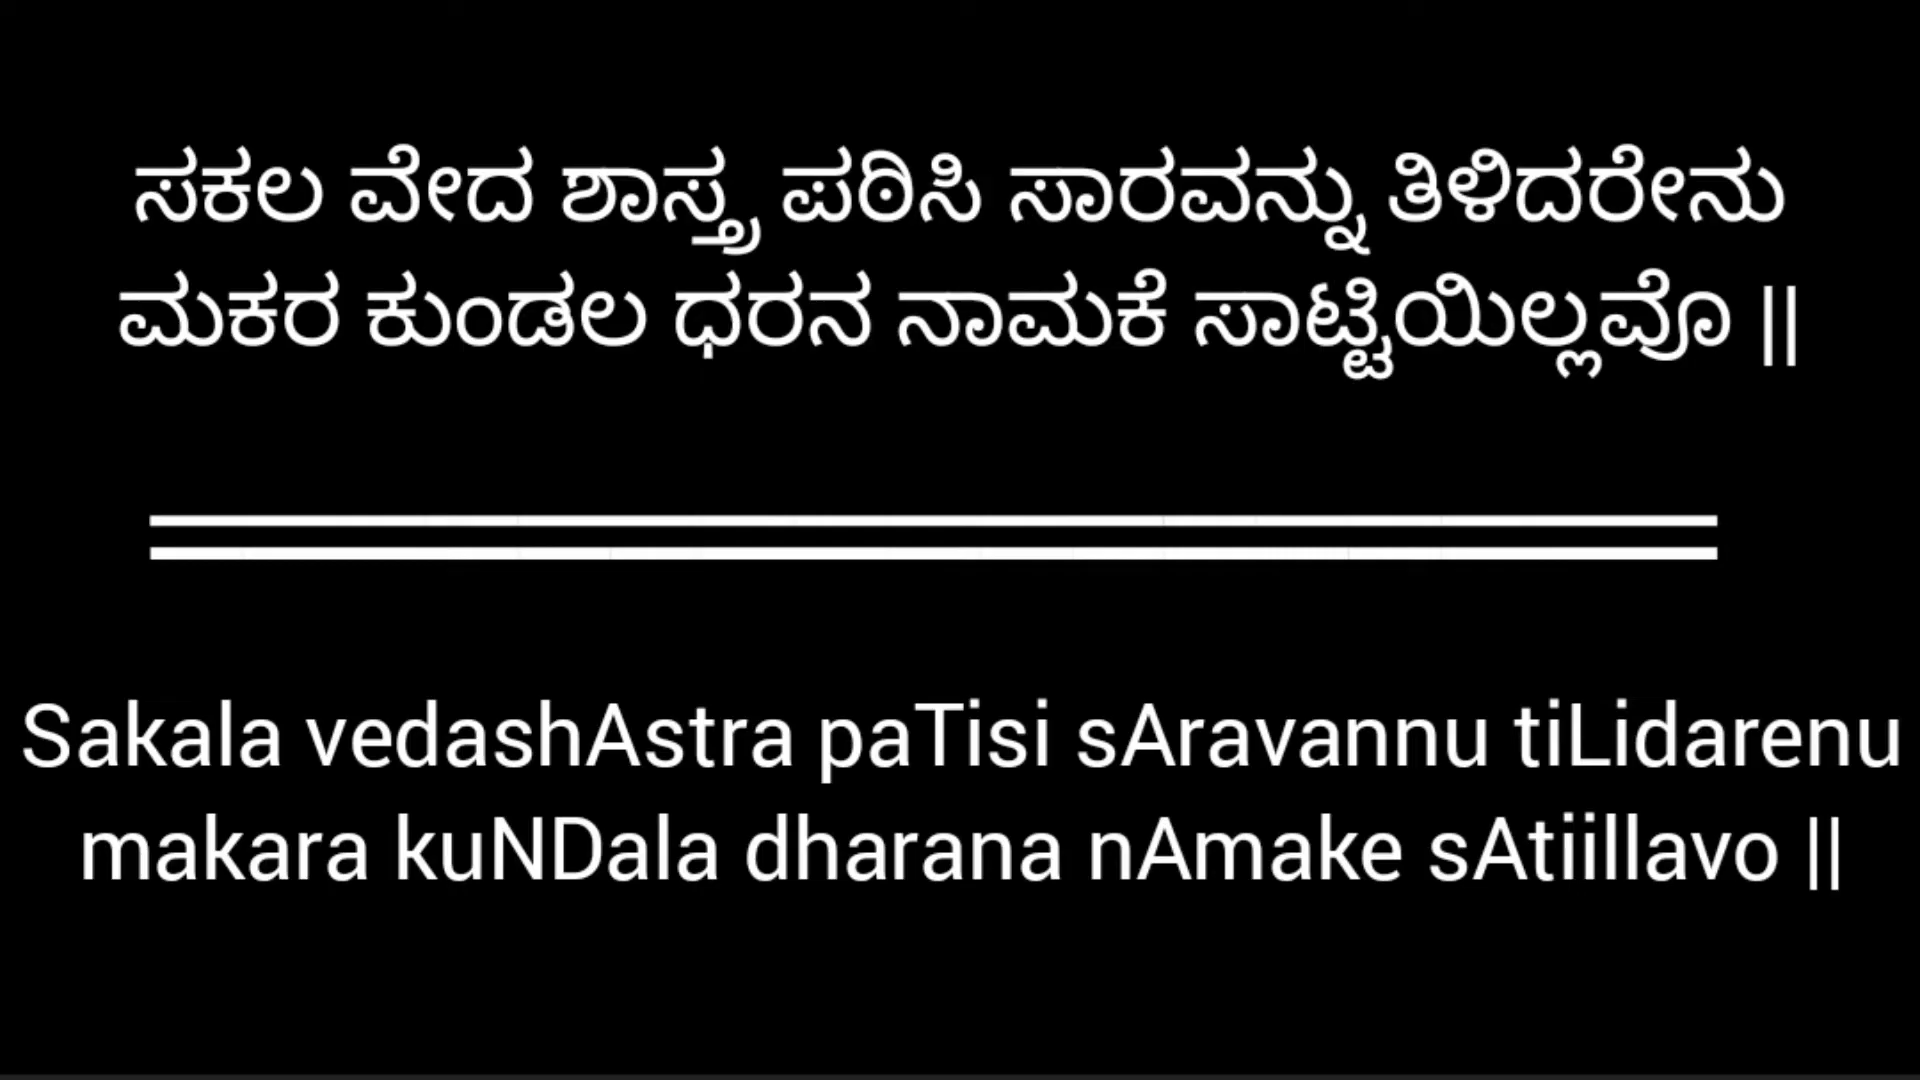 ಸಕಲ ವೇದ ಶಾಸ್ತ್ರ ಪಠಿಸಿ ಸಾರವನ್ನು ತಿಳಿದರೇನು
ಮಕರ ಕುಂಡಲ ಧರನ ನಾಮಕೆ ಸಾಟ್ಟಿಯಿಲ್ಲವೊ ||
Sakala vedashAstra paTisi sAravannu tiLidarenu
makara kuNDala dharana nAmake sAtiillavo ||